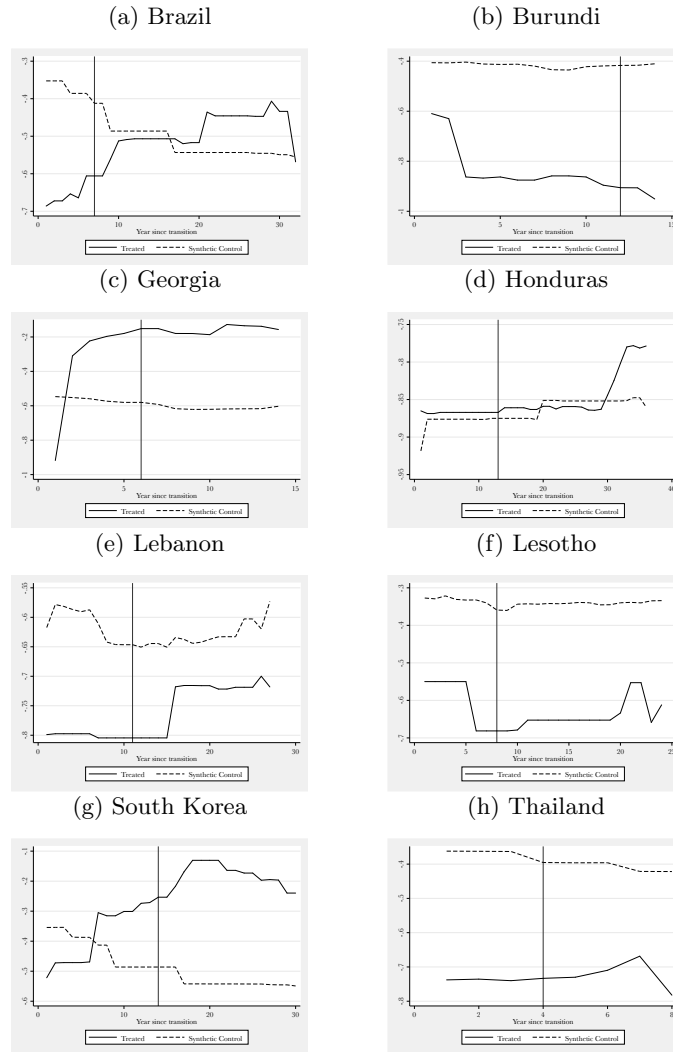 (a) Brazil
-.3
-.4
-.5
-.6
-.7
0 10 20 30
Year since transition
Treated Synthetic Control
(b) Burundi
-.4
-.6
-.8
-1
0 5 10 15
Year since transition
Treated Synthetic Control
(c) Georgia
-.2
-.4
-.6
-.8
-1
0 5 10 15
Year since transition
Treated Synthetic Control
(d) Honduras
-.75
-.8
-.85
-.9
-.95
0 10 20 30 40
Year since transition
Treated Synthetic Control
(e) Lebanon
-.55
-.6
-.65
-.7
-.75
-.8
0 10 20 30
Year since transition
Treated Synthetic Control
(f) Lesotho
-.3
-.4
-.5
-.6
-.7
0 5 10 15 20 25
Year since transition
Treated Synthetic Control
(g) South Korea
-.1
-.2
-.3
-.4
-.5
-.6
0 10 20 30
Year since transition
Treated Synthetic Control
(h) Thailand
-.4
-.5
-.6
-.7
-.8
0 2 4 6 8
Year since transition
Treated Synthetic Control